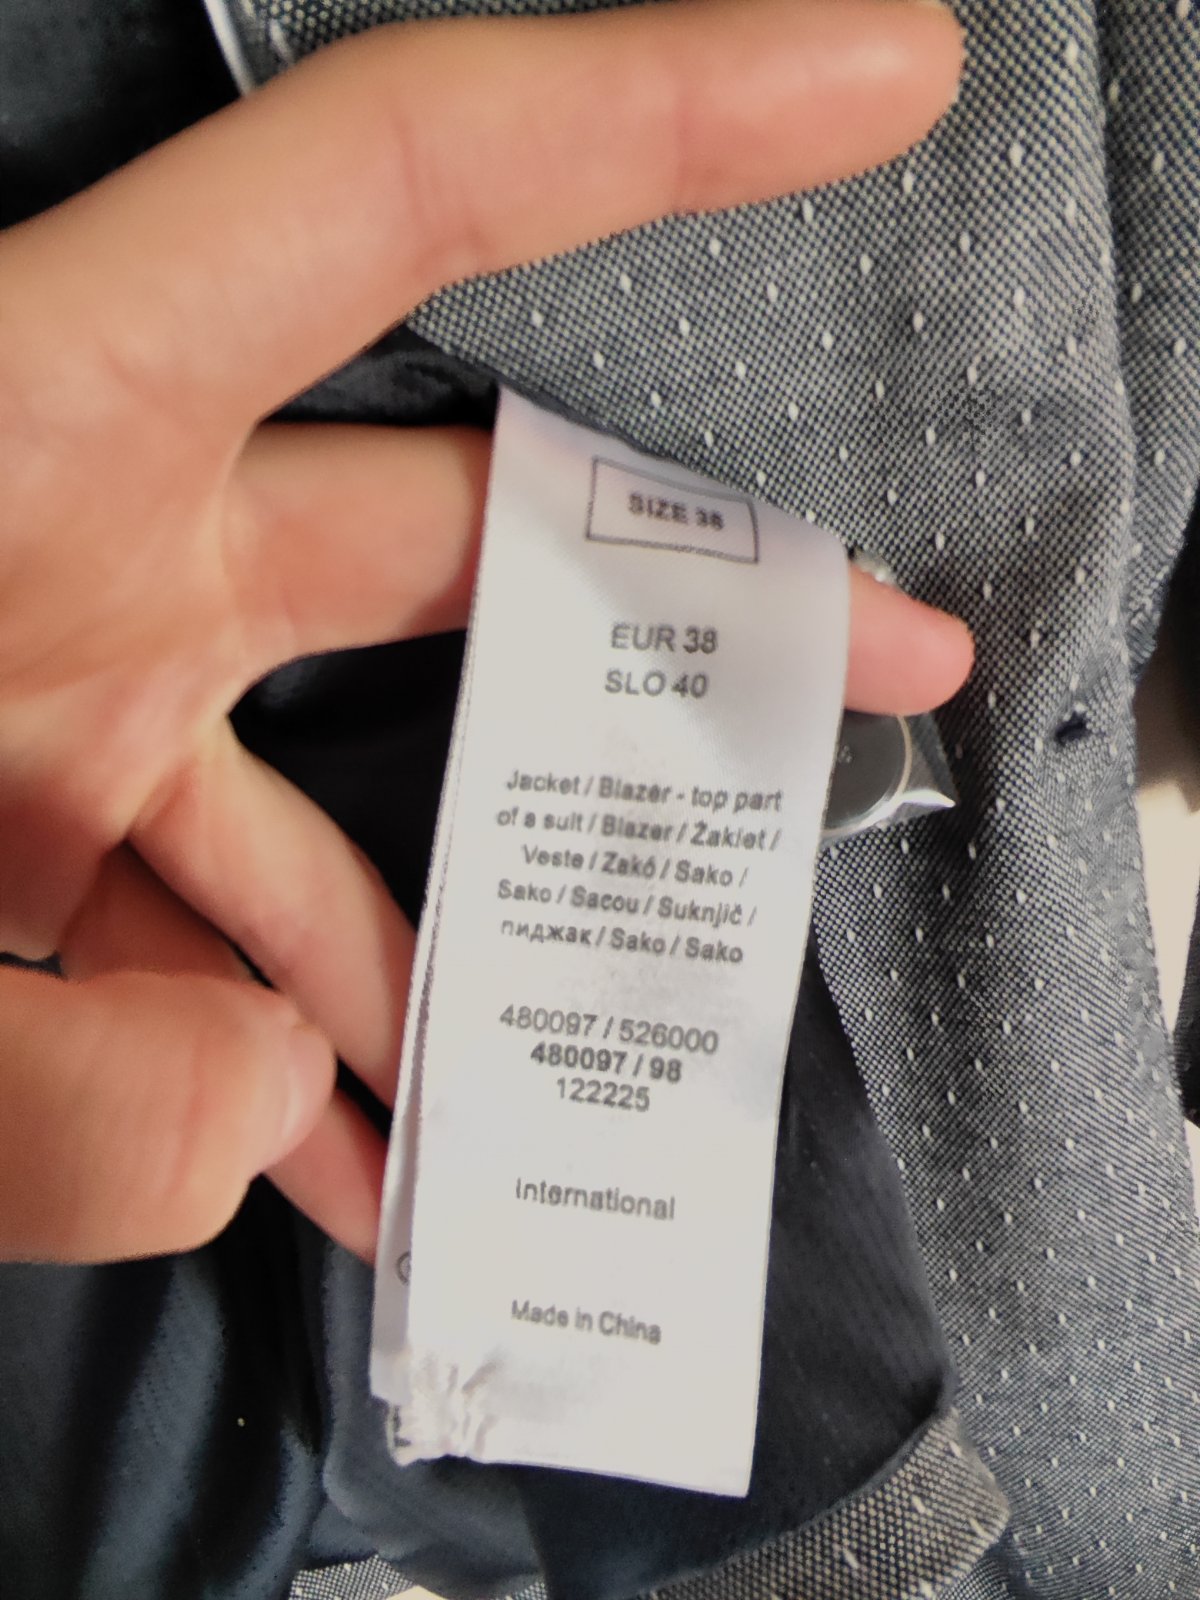 SIZE 38
EUR 38
SLO 40
Jacket / Blazer - top part
of a suit / Blazer / Żakiet /
Veste / Zakó / Sako /
Sako / Sacou / Suknjič /
пиджак / Sako / Sako
480097 / 526000
480097 / 98
122225
International
Made in China